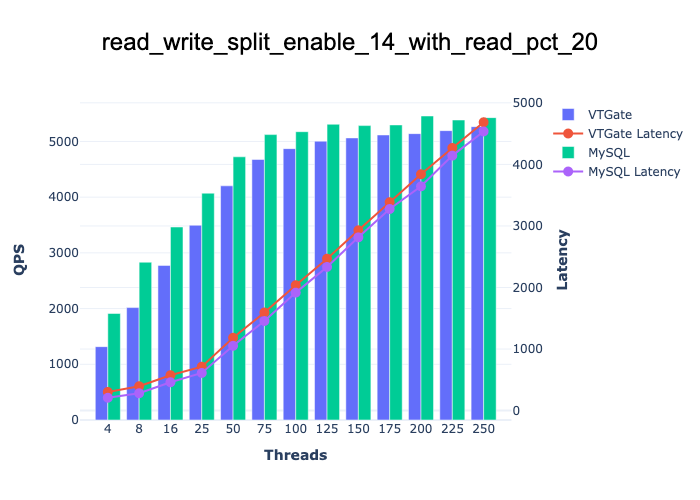 read_write_split_enable_14_with_read_pct_20
QPS
5000
4000
3000
2000
1000
0
5000
4000
3000
2000
1000
0
Latency
4 8 16 25 50 75 100 125 150 175 200 225 250
Threads
VTGate
VTGate Latency
MySQL
MySQL Latency